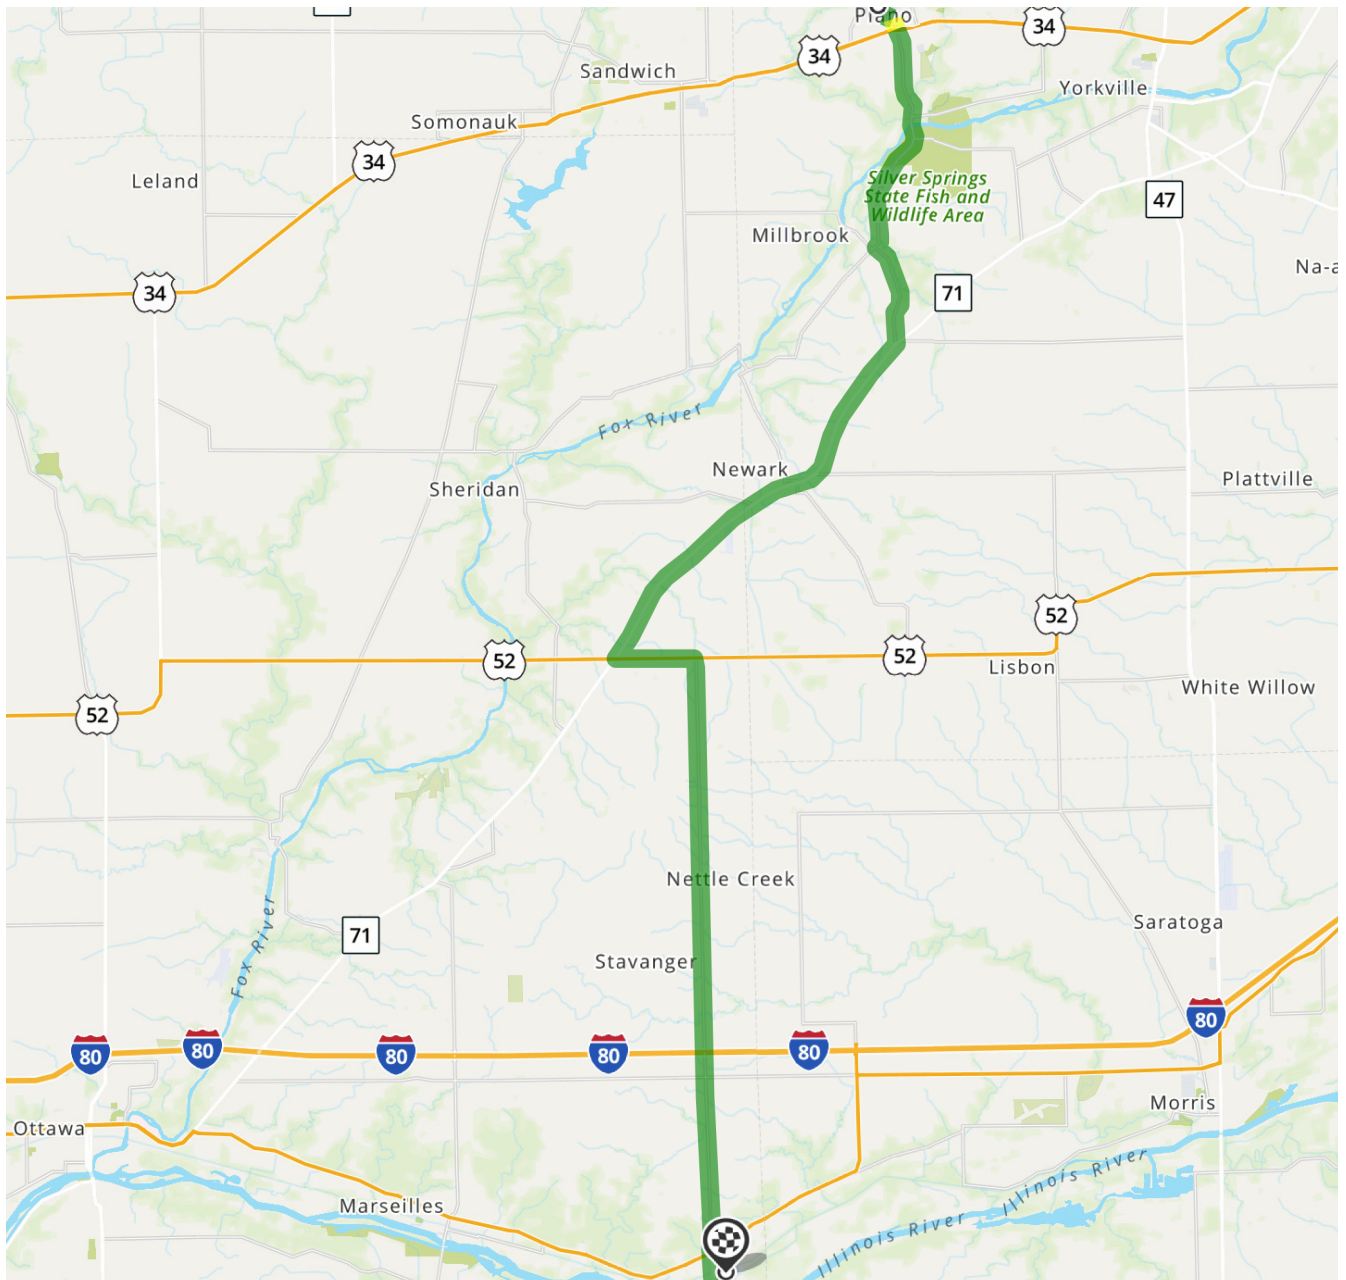 Plano
34
34
Sandwich
Yorkville
Somonauk
34
Leland
Silver Springs
State Fish and
Wildlife Area
47
Millbrook
Na-a
34
71
Fox River
Newark
Plattville
Sheridan
52
52
52
Lisbon
White Willow
52
Nettle Creek
Saratoga
71
Stavanger
Fox River
80
80
80
80
80
80
Morris
Ottawa
Illinois River
Marseilles
Illinois River